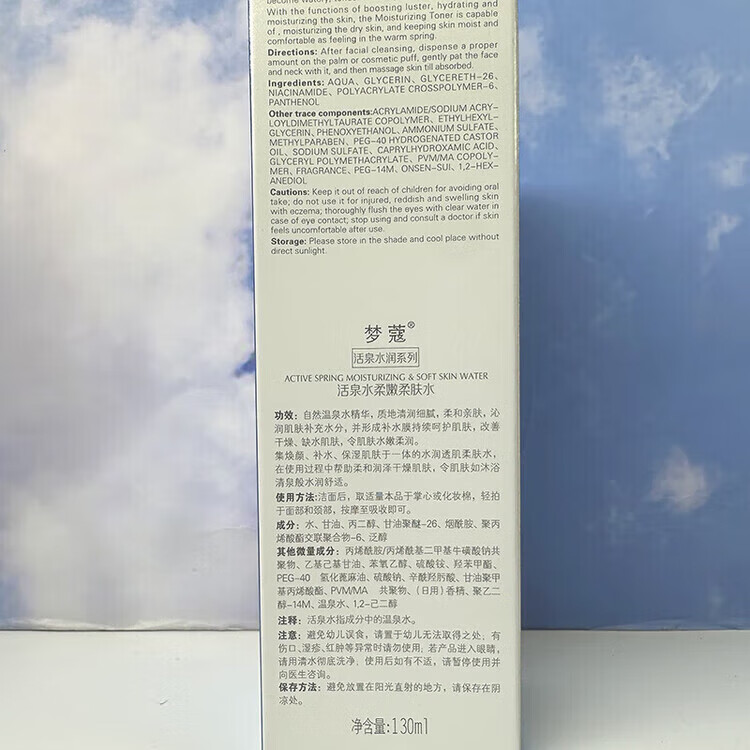 With the functions of boosting luster, hydrating and
moisturizing the skin, the Moisturizing Toner is capable
of , moisturizing the dry skin, and keeping skin moist and
comfortable as feeling in the warm spring.
Directions: After facial cleansing, dispense a proper
amount on the palm or cosmetic puff, gently pat the face
and neck with it, and then massage skin till absorbed.
Ingredients: AQUA、GLYCERIN、GLYCERETH-26、
NIACINAMIDE、POLYACRYLATE CROSSPOLYMER-6、
PANTHENOL
Other trace components:ACRYLAMIDE/SODIUM ACRY-
LOYLDIMETHYLTAURATE COPOLYMER、ETHYLHEXYL-
GLYCERIN、PHENOXYETHANOL、AMMONIUM SULFATE、
METHYLPARABEN、PEG-40 HYDROGENATED CASTOR
OIL、SODIUM SULFATE、CAPRYLHYDROXAMIC ACID、
GLYCERYL POLYMETHACRYLATE、PVM/MA COPOLY-
MER、FRAGRANCE、PEG-14M、ONSEN-SUI、1,2-HEX-
ANEDIOL
Cautions: Keep it out of reach of children for avoiding oral
take; do not use it for injured, reddish and swelling skin
with eczema; thoroughly flush the eyes with clear water in
case of eye contact; stop using and consult a doctor if skin
feels uncomfortable after use.
Storage: Please store in the shade and cool place without
direct sunlight.
梦蔻®
活泉水润系列
ACTIVE SPRING MOISTURIZING & SOFT SKIN WATER
活泉水柔嫩柔肤水
功效: 自然温泉水精华，质地清润细腻，柔和亲肤，沁
润肌肤补充水分，并形成补水膜持续呵护肌肤，改善
干燥、缺水肌肤，令肌肤水嫩柔润。
集焕颜、补水、保湿肌肤于一体的水润透肌柔肤水，
在使用过程中帮助柔和润泽干燥肌肤，令肌肤如沐浴
清泉般水润舒适。
使用方法:洁面后，取适量本品于掌心或化妆棉，轻拍
于面部和颈部，按摩至吸收即可。
成分: 水、甘油、丙二醇、甘油聚醚-26、烟酰胺、聚丙
烯酸酯交联聚合物-6、泛醇
其他微量成分: 丙烯酰胺/丙烯酰基二甲基牛磺酸钠共
聚物、乙基己基甘油、苯氧乙醇、硫酸铵、羟苯甲酯、
PEG-40 氢化蓖麻油、硫酸钠、辛酰羟肟酸、甘油聚甲
基丙烯酸酯、PVM/MA 共聚物、(日用)香精、聚乙二
醇-14M、温泉水、1,2-己二醇
注释: 活泉水指成分中的温泉水。
注意: 避免幼儿误食，请置于幼儿无法取得之处; 有
伤口、湿疹、红肿等异常时请勿使用; 若产品进入眼睛，
请用清水彻底洗净; 使用后如有不适，请暂停使用并
向医生咨询。
保存方法: 避免放置在阳光直射的地方，请保存在阴
凉处。
净含量:130ml